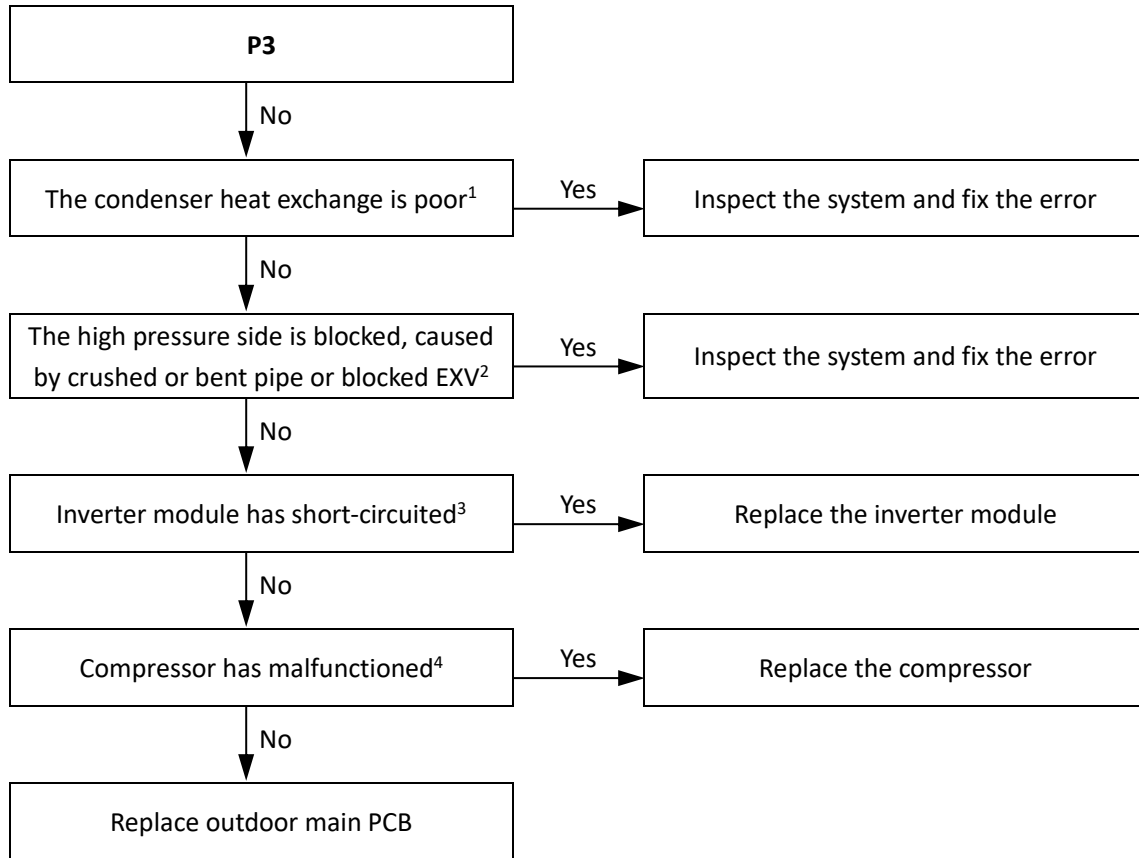 P3
No
The condenser heat exchange is poor1
Yes
Inspect the system and fix the error
No
The high pressure side is blocked, caused
by crushed or bent pipe or blocked EXV2
Yes
Inspect the system and fix the error
No
Inverter module has short-circuited3
Yes
Replace the inverter module
No
Compressor has malfunctioned4
Yes
Replace the compressor
No
Replace outdoor main PCB